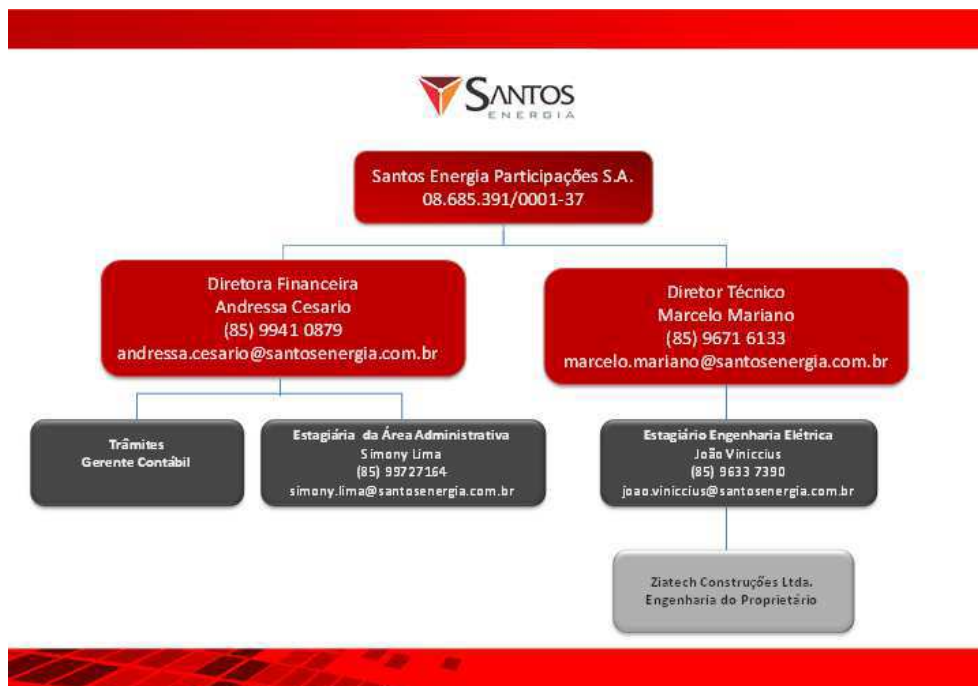 SANTOS
ENERGIA
Santos Energia Participações S.A.
08.685.391/0001-37
Diretora Financeira
Andressa Cesario
(85) 9941 0879
andressa.cesario@santosenergia.com.br
Diretor Técnico
Marcelo Mariano
(85) 9671 6133
marcelo.mariano@santosenergia.com.br
Trâmites
Gerente Contábil
Estagiária da Área Administrativa
Simony Lima
(85) 99727164
simony.lima@santosenergia.com.br
Estagiário Engenharia Elétrica
João Viniccius
(85) 9633 7390
joao.viniccius@santosenergia.com.br
Ziatech Construções Ltda.
Engenharia do Proprietário